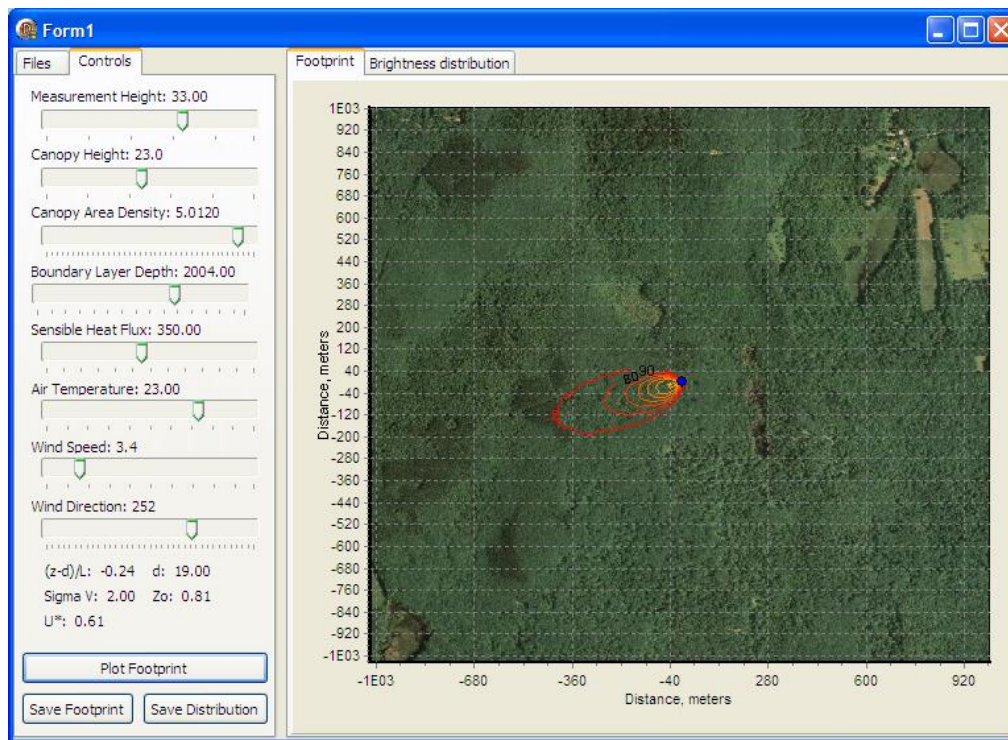 Form1
Files Controls
Measurement Height: 33.00
Canopy Height: 23.0
Canopy Area Density: 5.0120
Boundary Layer Depth: 2004.00
Sensible Heat Flux: 350.00
Air Temperature: 23.00
Wind Speed: 3.4
Wind Direction: 252
(z-d)/L: -0.24 d: 19.00
Sigma V: 2.00 Zo: 0.81
U*: 0.61
Plot Footprint
Save Footprint Save Distribution
Footprint Brightness distribution
Distance, meters
1E03
920
840
760
680
600
520
440
360
280
200
120
40
-40
-120
-200
-280
-360
-440
-520
-600
-680
-760
-840
-920
-1E03
80 90
-1E03 -680 -360 -40 280 600 920
Distance, meters